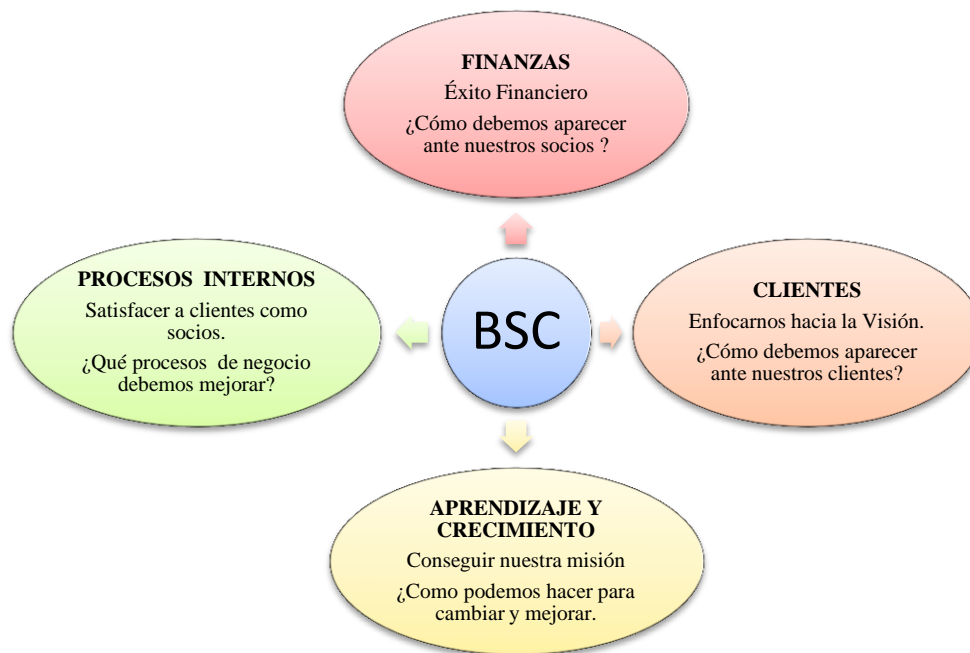 FINANZAS
Éxito Financiero
¿Cómo debemos aparecer
ante nuestros socios ?
PROCESOS  INTERNOS
Satisfacer a clientes como
socios.
¿Qué procesos  de negocio
debemos mejorar?
BSC
CLIENTES
Enfocarnos hacia la Visión.
¿Cómo debemos aparecer
ante nuestros clientes?
APRENDIZAJE Y
CRECIMIENTO
Conseguir nuestra misión
¿Como podemos hacer para
cambiar y mejorar.